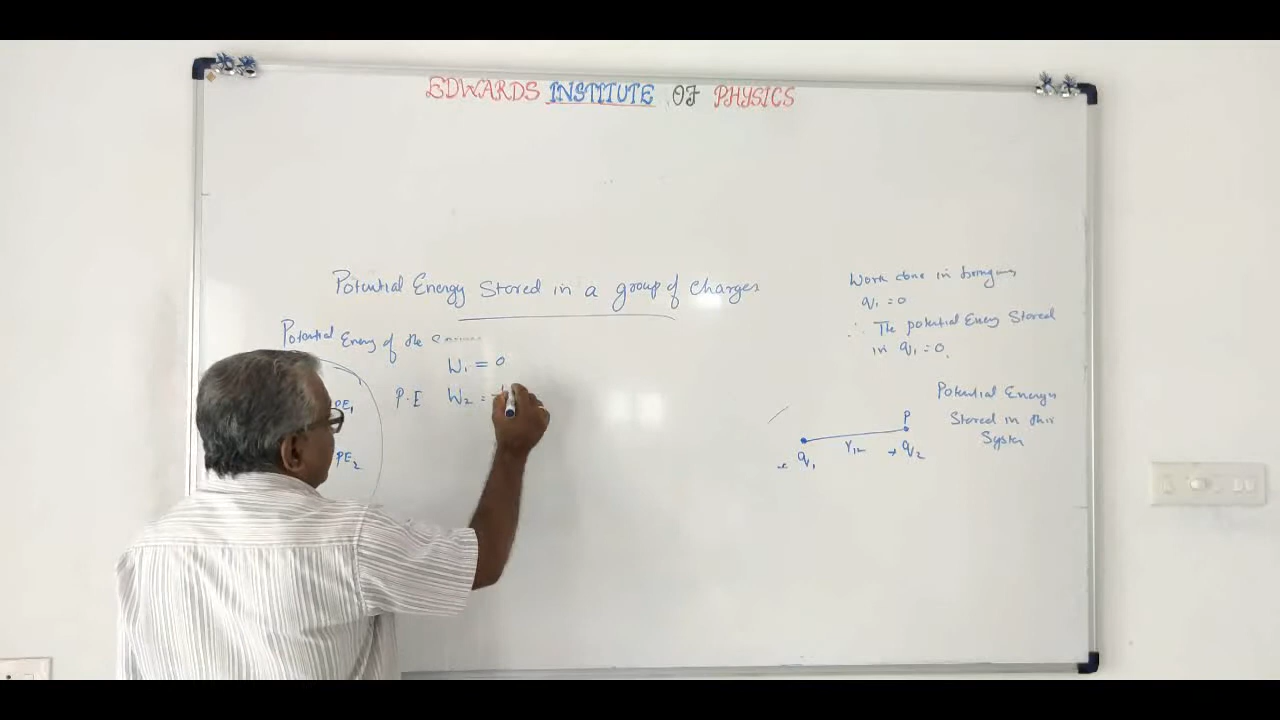 EDWARDS INSTITUTE OF PHYSICS
Potential Energy Stored in a group of charges
Potential Energy of the
W₁ = 0
P.E W₂ =
PE₁
PE₂
Work done in
q₁ = 0
∴ The potential Energy Stored
in q₁ = 0.
Potential Energy
Stored in this
System
P
q₁ r₁₂ + q₂